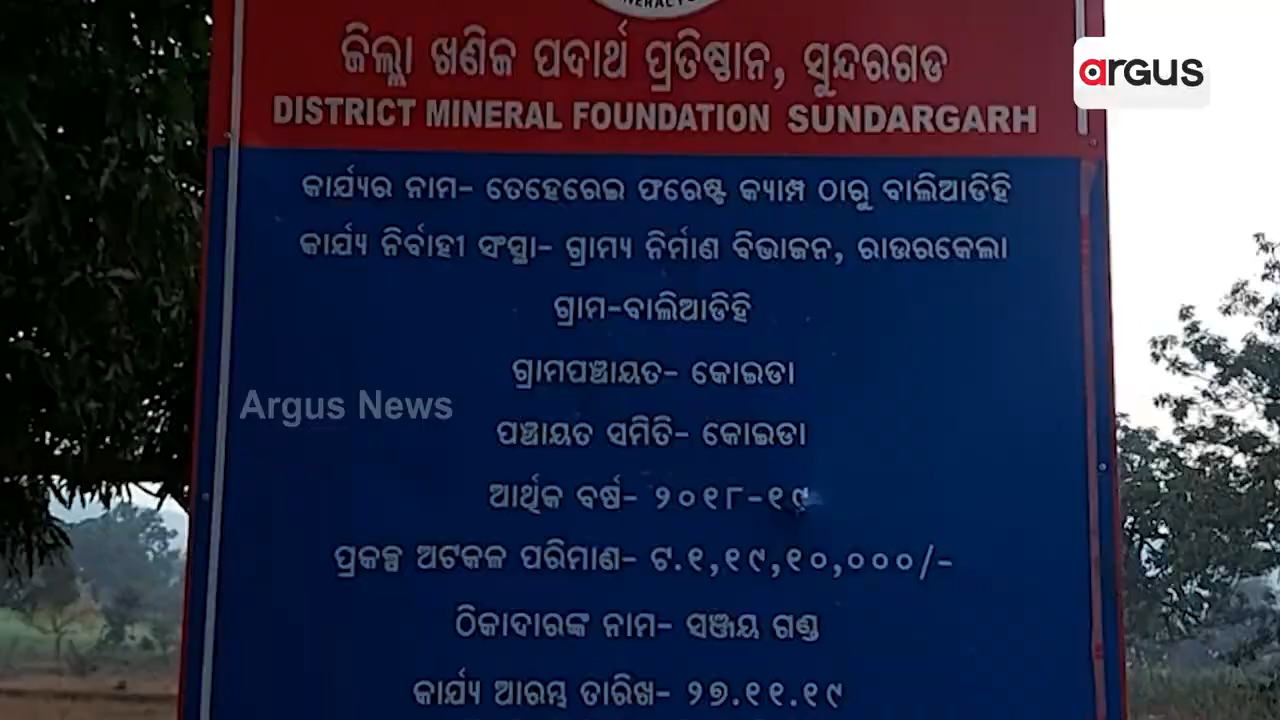 ଜିଲ୍ଲା ଖଣିଜ ପଦାର୍ଥ ପ୍ରତିଷ୍ଠାନ, ସୁନ୍ଦରଗଡ
argus
DISTRICT MINERAL FOUNDATION SUNDARGARH
କାର୍ଯ୍ୟର ନାମ- ତେହେରେଇ ଫରେଷ୍ଟ କ୍ୟାମ୍ପ ଠାରୁ ବାଲିଆଡିହି
କାର୍ଯ୍ୟ ନିର୍ବାହୀ ସଂସ୍ଥା- ଗ୍ରାମ୍ୟ ନିର୍ମାଣ ବିଭାଜନ, ରାଉରକେଲା
ଗ୍ରାମ-ବାଲିଆଡିହି
ଗ୍ରାମପଞ୍ଚାୟତ- କୋଇଡା
Argus News
ପଞ୍ଚାୟତ ସମିତି- କୋଇଡା
ଆର୍ଥିକ ବର୍ଷ- ୨୦୧୮-୧୯
ପ୍ରକଳ୍ପ ଅଟକଳ ପରିମାଣ- ଟ.୧,୧୯,୧୦,୦୦୦/-
ଠିକାଦାରଙ୍କ ନାମ- ସଞ୍ଜୟ ଗଣ୍ଡ
କାର୍ଯ୍ୟ ଆରମ୍ଭ ତାରିଖ- ୨୭.୧୧.୧୯